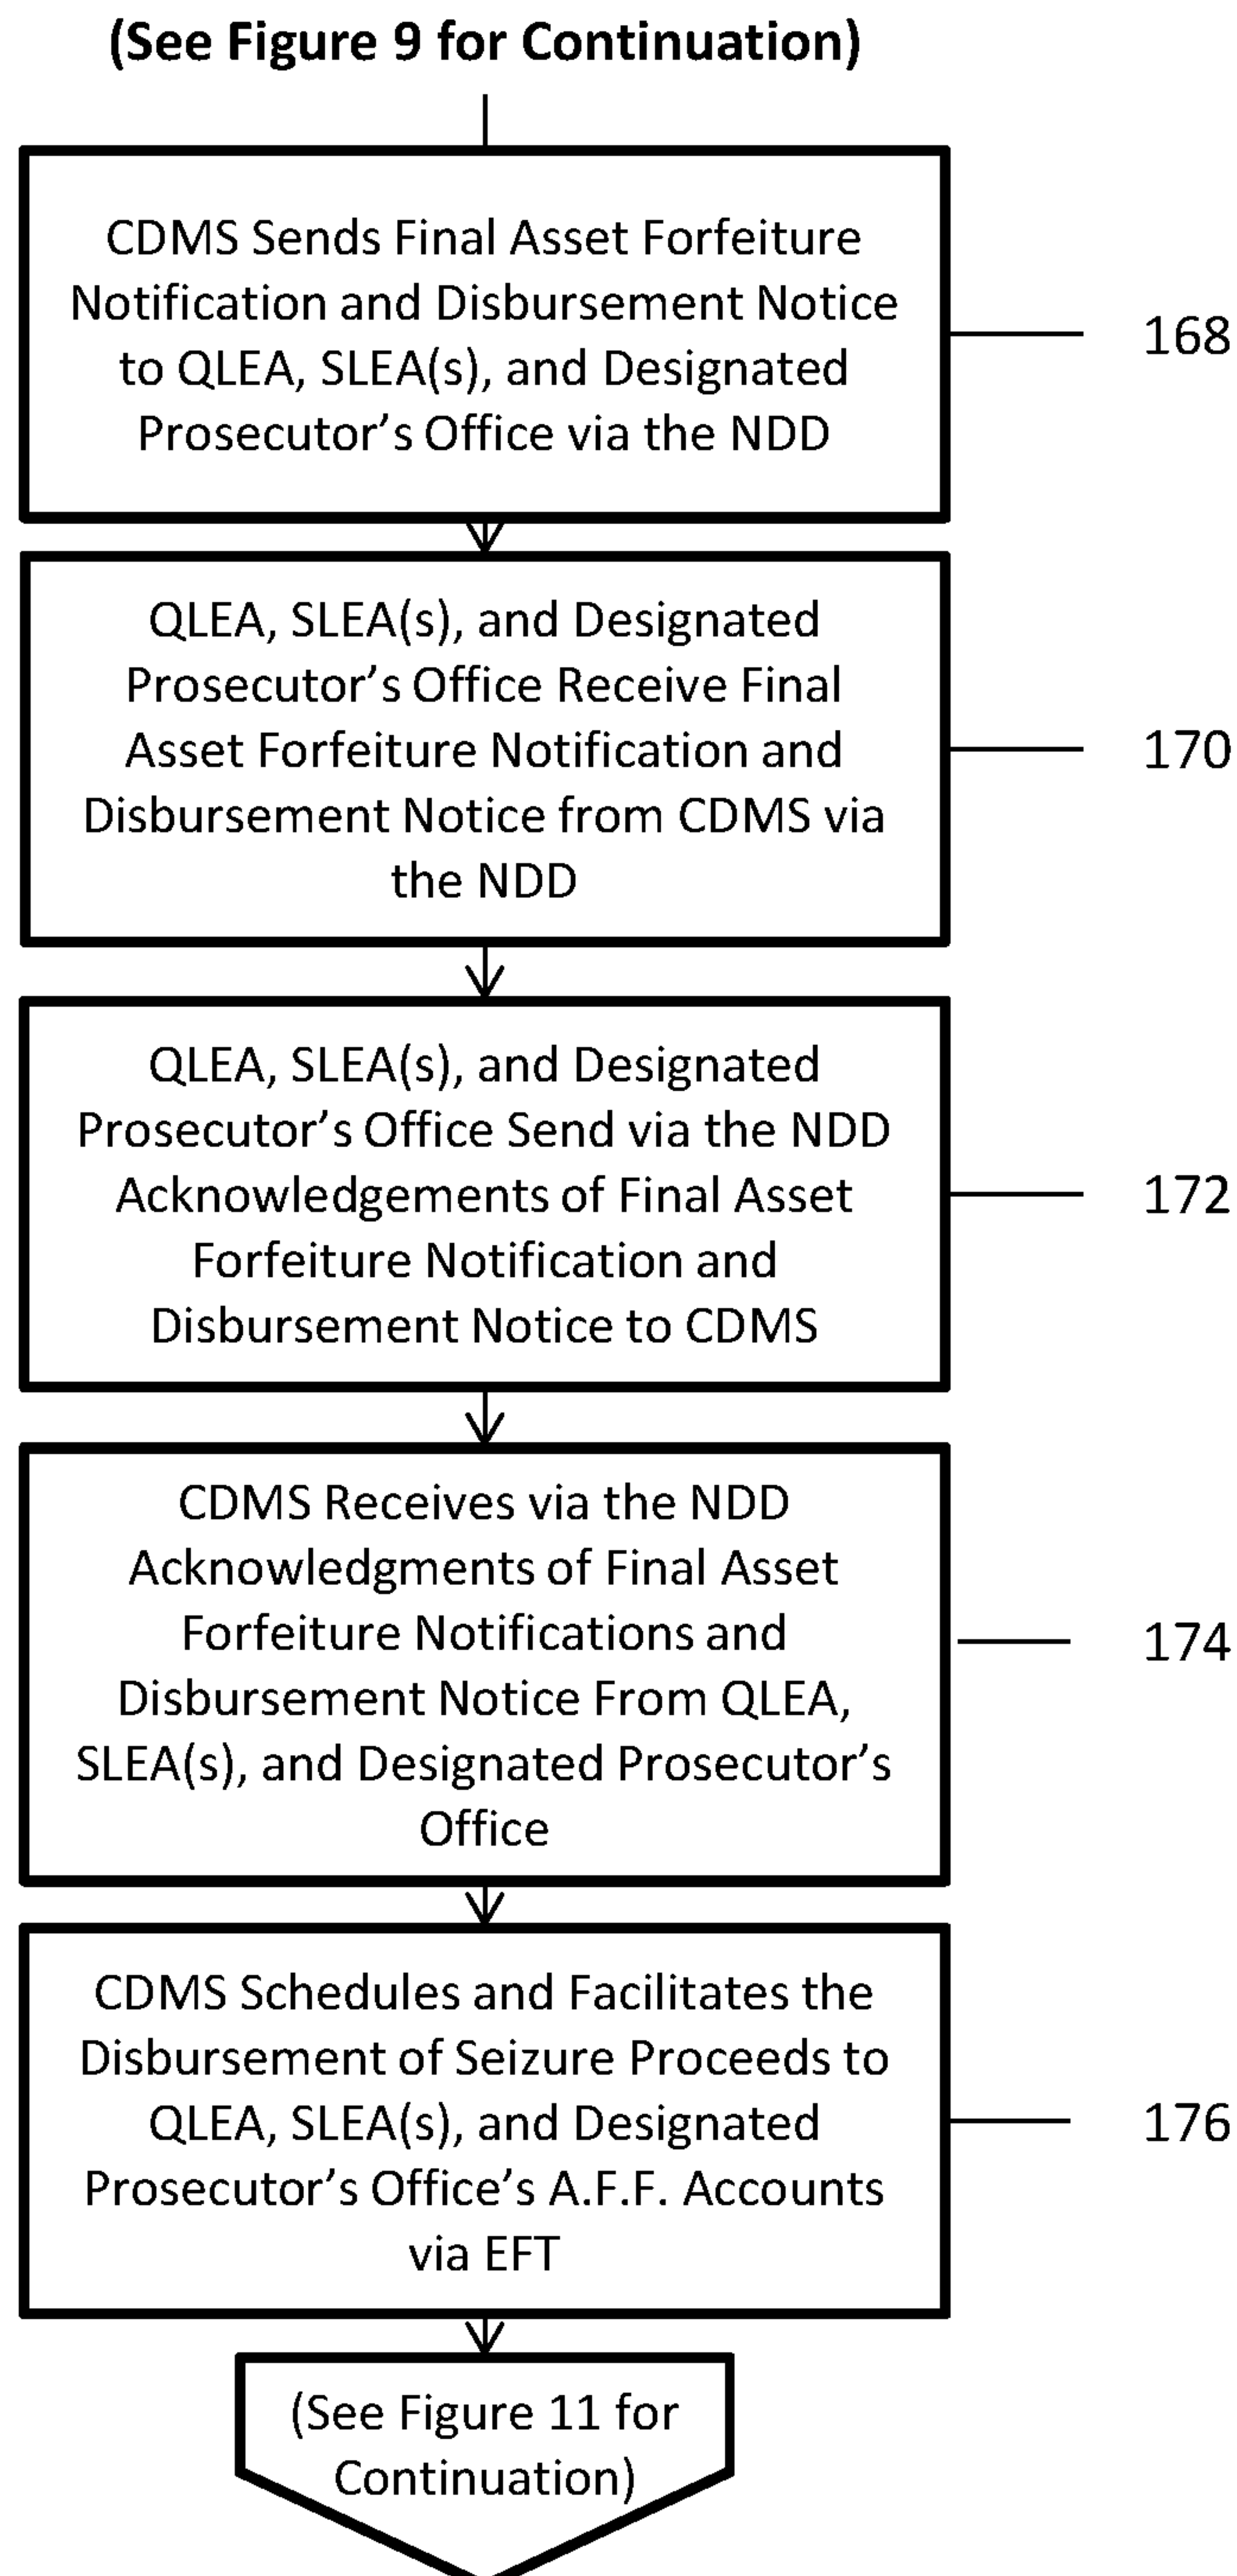 (See Figure 9 for Continuation)
CDMS Sends Final Asset Forfeiture
Notification and Disbursement Notice
to QLEA, SLEA(s), and Designated
Prosecutor’s Office via the NDD
168
QLEA, SLEA(s), and Designated
Prosecutor’s Office Receive Final
Asset Forfeiture Notification and
Disbursement Notice from CDMS via
the NDD
170
QLEA, SLEA(s), and Designated
Prosecutor’s Office Send via the NDD
Acknowledgements of Final Asset
Forfeiture Notification and
Disbursement Notice to CDMS
172
CDMS Receives via the NDD
Acknowledgments of Final Asset
Forfeiture Notifications and
Disbursement Notice From QLEA,
SLEA(s), and Designated Prosecutor’s
Office
174
CDMS Schedules and Facilitates the
Disbursement of Seizure Proceeds to
QLEA, SLEA(s), and Designated
Prosecutor’s Office’s A.F.F. Accounts
via EFT
176
(See Figure 11 for
Continuation)